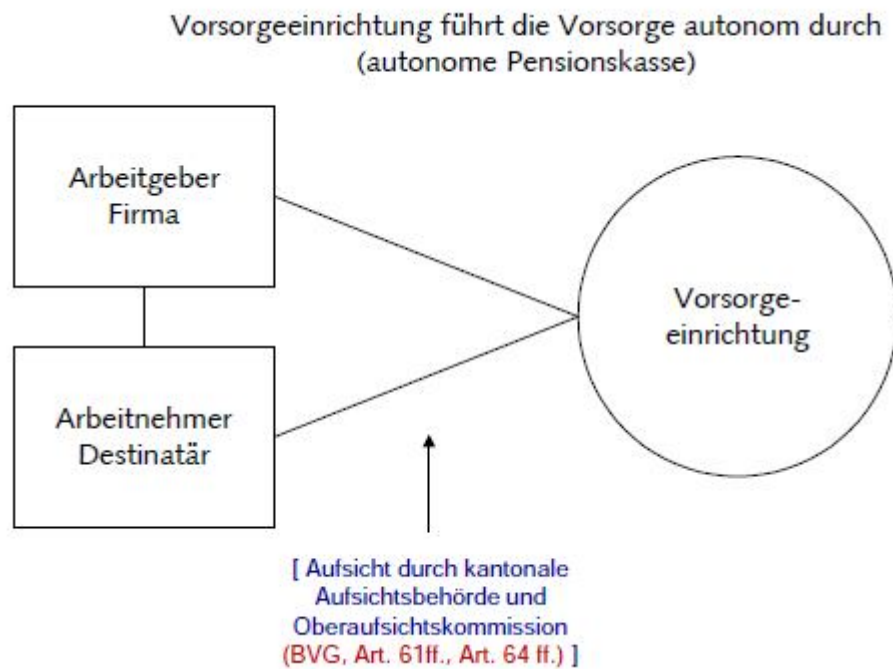 Vorsorgeeinrichtung führt die Vorsorge autonom durch
(autonome Pensionskasse)
Arbeitgeber
Firma
Vorsorge-
einrichtung
Arbeitnehmer
Destinatär
[ Aufsicht durch kantonale
Aufsichtsbehörde und
Oberaufsichtskommission
(BVG, Art. 61ff., Art. 64 ff.) ]